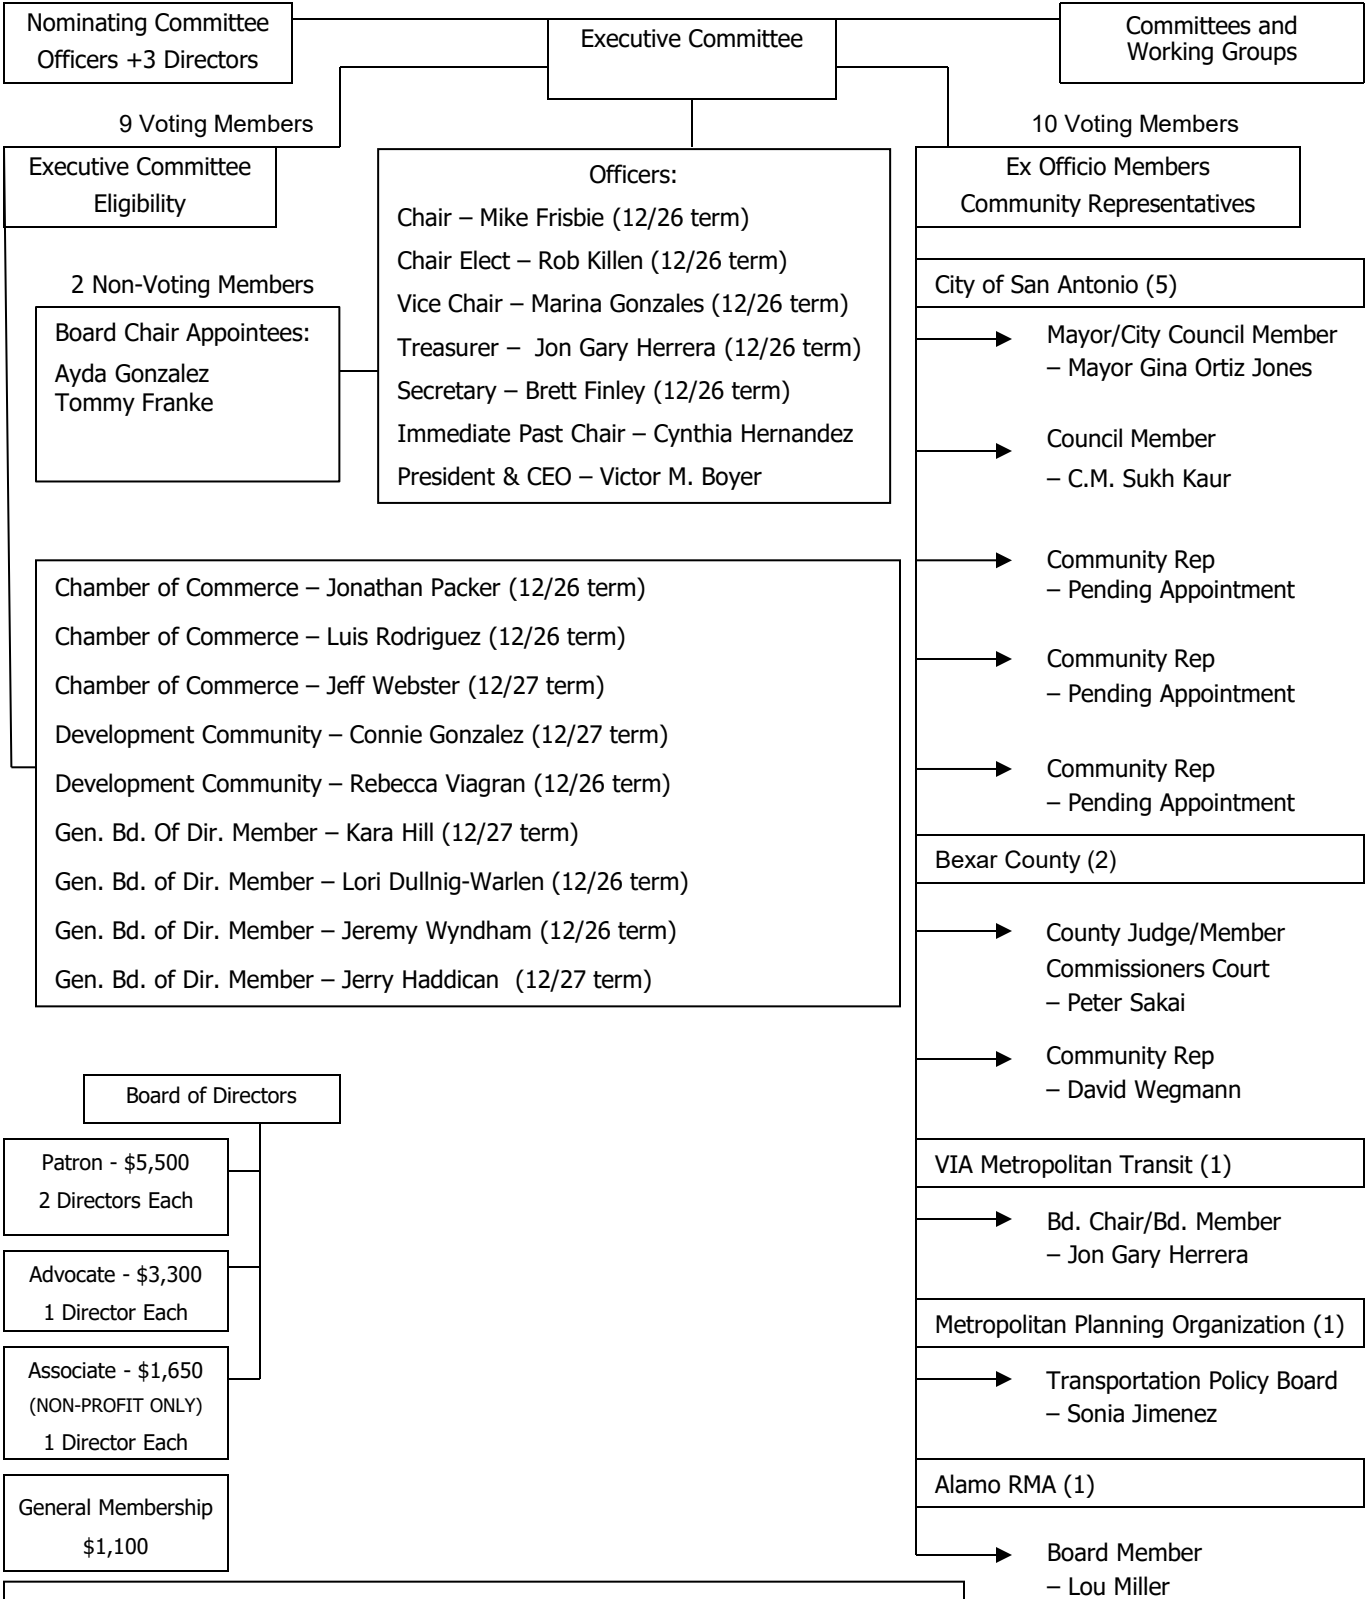 Nominating Committee
Officers +3 Directors
Executive Committee
Committees and
Working Groups
9 Voting Members
10 Voting Members
Executive Committee
Eligibility
Officers:
Chair – Mike Frisbie (12/26 term)
Chair Elect – Rob Killen (12/26 term)
Vice Chair – Marina Gonzales (12/26 term)
Treasurer – Jon Gary Herrera (12/26 term)
Secretary – Brett Finley (12/26 term)
Immediate Past Chair – Cynthia Hernandez
President & CEO – Victor M. Boyer
2 Non-Voting Members
Board Chair Appointees:
Ayda Gonzalez
Tommy Franke
Chamber of Commerce – Jonathan Packer (12/26 term)
Chamber of Commerce – Luis Rodriguez (12/26 term)
Chamber of Commerce – Jeff Webster (12/27 term)
Development Community – Connie Gonzalez (12/27 term)
Development Community – Rebecca Viagran (12/26 term)
Gen. Bd. Of Dir. Member – Kara Hill (12/27 term)
Gen. Bd. of Dir. Member – Lori Dullnig-Warlen (12/26 term)
Gen. Bd. of Dir. Member – Jeremy Wyndham (12/26 term)
Gen. Bd. of Dir. Member – Jerry Haddican (12/27 term)
Board of Directors
Patron - $5,500
2 Directors Each
Advocate - $3,300
1 Director Each
Associate - $1,650
(NON-PROFIT ONLY)
1 Director Each
General Membership
$1,100
Ex Officio Members
Community Representatives
City of San Antonio (5)
Mayor/City Council Member
– Mayor Gina Ortiz Jones
Council Member
– C.M. Sukh Kaur
Community Rep
– Pending Appointment
Community Rep
– Pending Appointment
Community Rep
– Pending Appointment
Bexar County (2)
County Judge/Member
Commissioners Court
– Peter Sakai
Community Rep
– David Wegmann
VIA Metropolitan Transit (1)
Bd. Chair/Bd. Member
– Jon Gary Herrera
Metropolitan Planning Organization (1)
Transportation Policy Board
– Sonia Jimenez
Alamo RMA (1)
Board Member
– Lou Miller